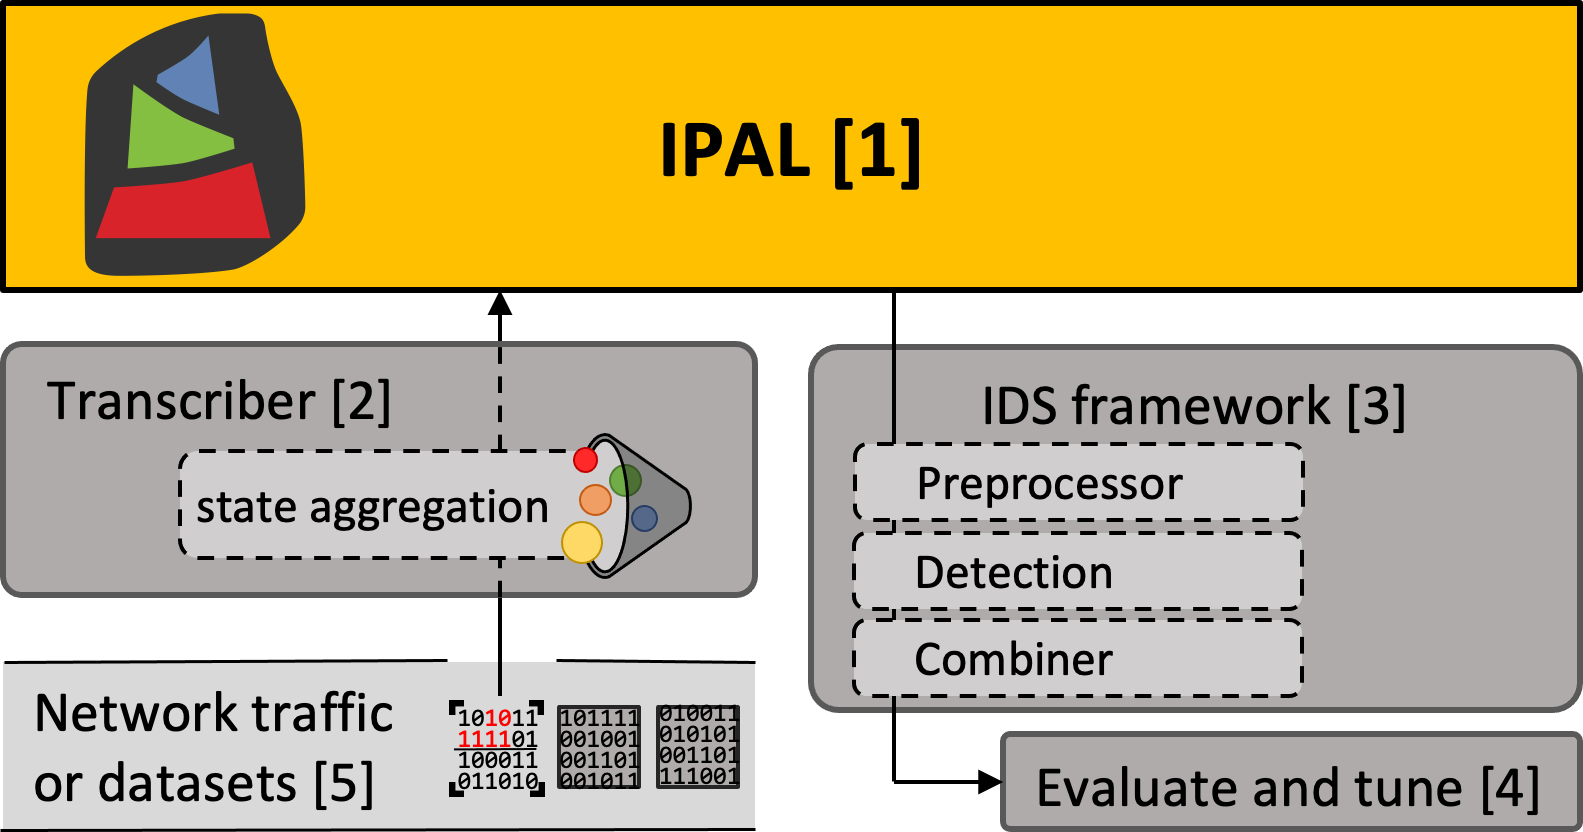 IPAL [1]
Transcriber [2]
state aggregation
Network traffic
or datasets [5]
101011
111101
100011
011010
101111
001001
001101
001011
010011
010101
001101
111001
IDS framework [3]
Preprocessor
Detection
Combiner
Evaluate and tune [4]